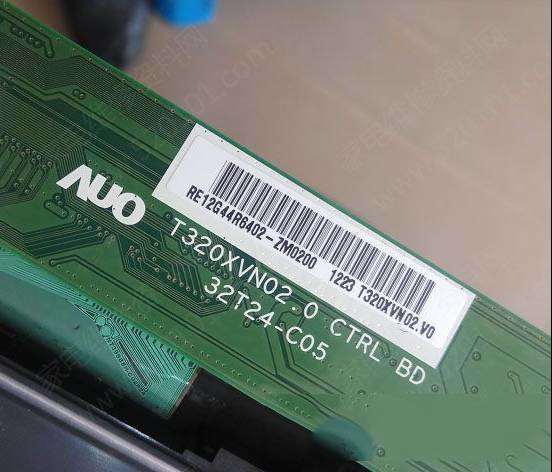 AUO
RE12G44R6402-ZM0200 1223 T320XVN02.V0
T320XVN02.0 CTRL BD
32T24-C05